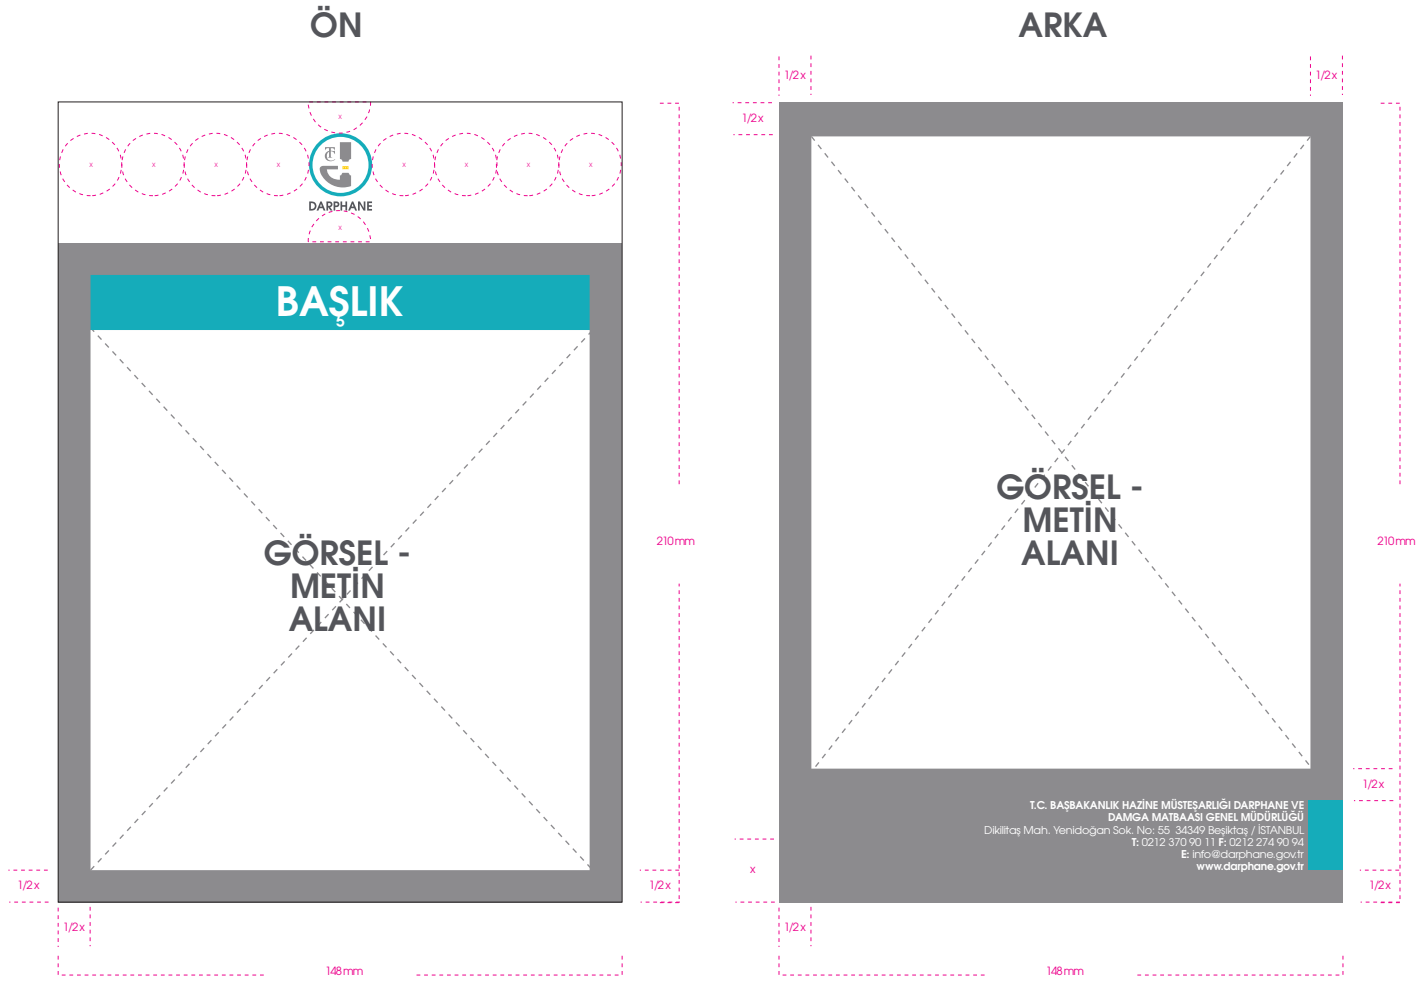 ÖN
x
x
x
x
x
TC
x
x
x
x
DARPHANE
x
BAŞLIK
GÖRSEL -
METİN
ALANI
210mm
1/2x
1/2x
1/2x
148mm
ARKA
1/2x
1/2x
1/2x
GÖRSEL -
METİN
ALANI
210mm
1/2x
T.C. BAŞBAKANLIK HAZİNE MÜSTEŞARLIĞI DARPHANE VE
DAMGA MATBAASI GENEL MÜDÜRLÜĞÜ
Dikilitaş Mah. Yenidoğan Sok. No: 55 34349 Beşiktaş / İSTANBUL
T: 0212 370 90 11 F: 0212 274 90 94
E: info@darphane.gov.tr
www.darphane.gov.tr
x
1/2x
1/2x
148mm